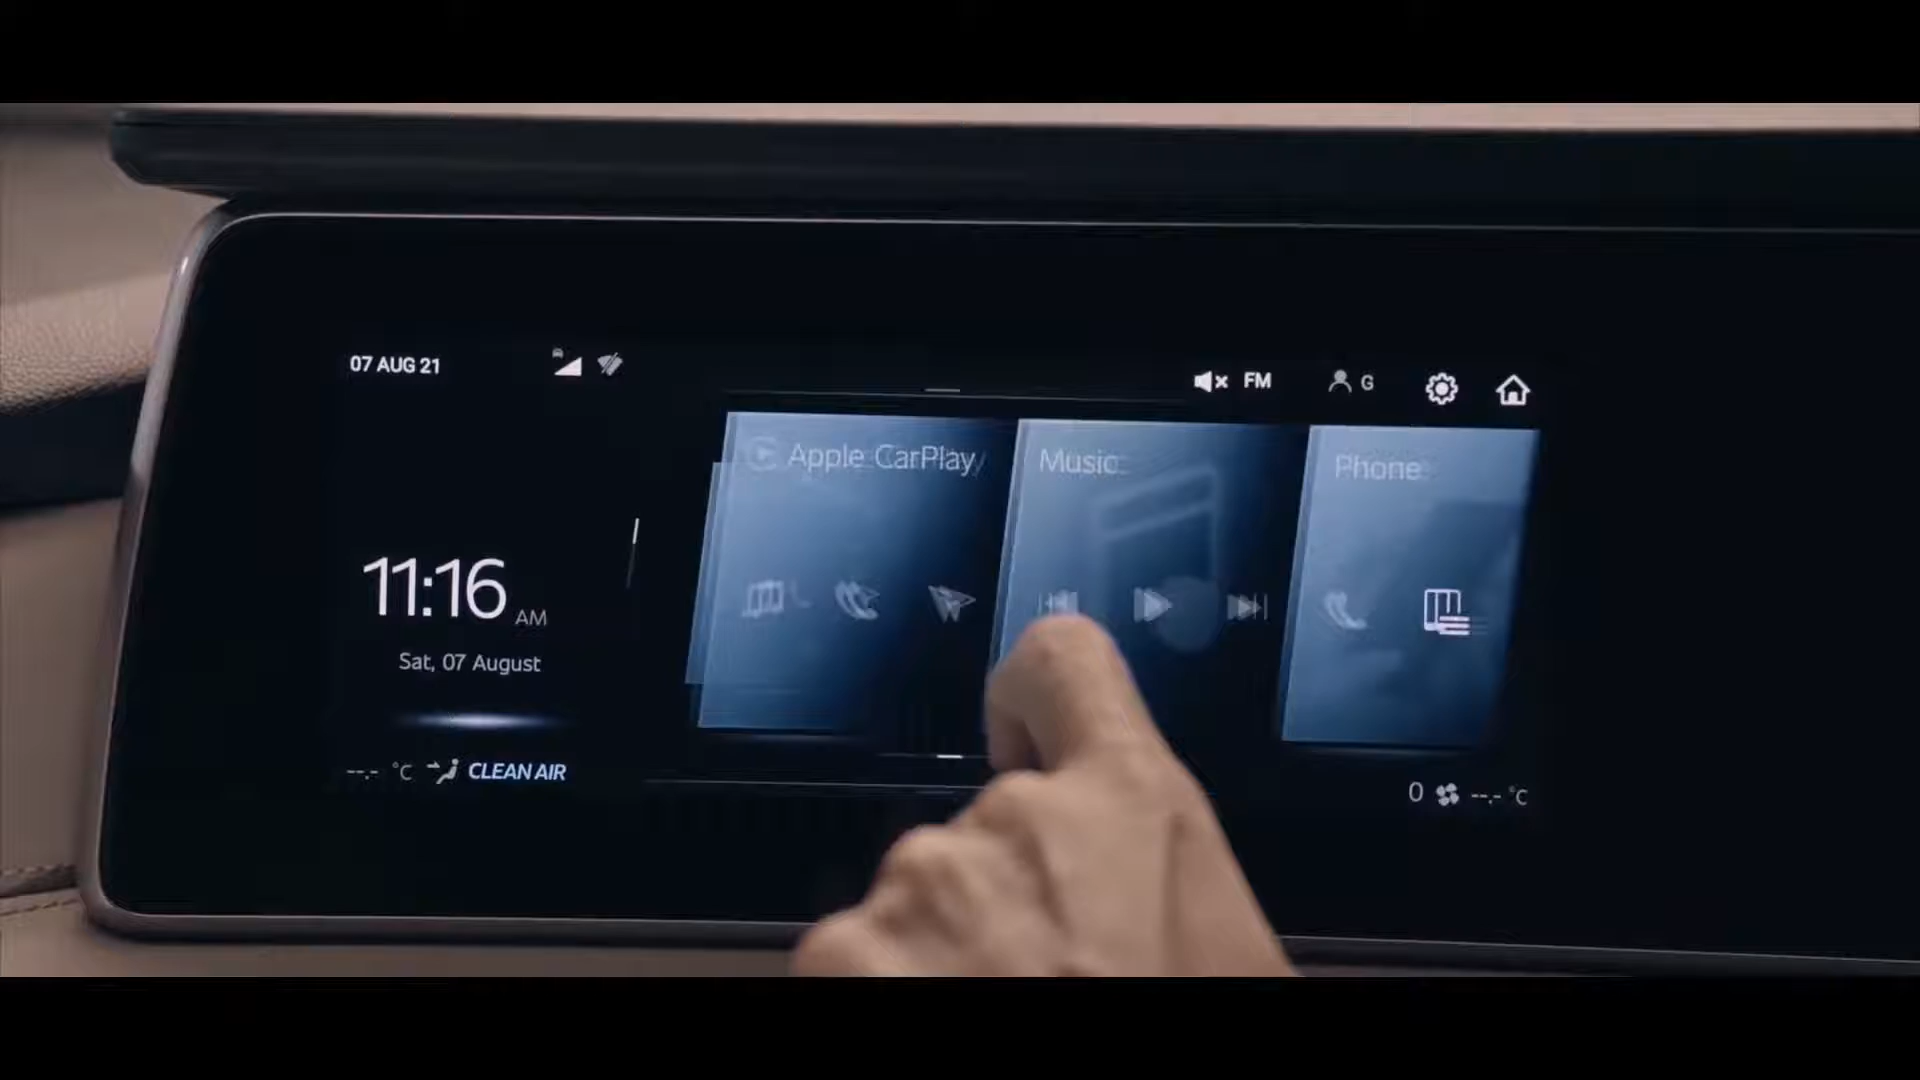 07 AUG 21
FM
G
Apple CarPlay
Music
Phone
11:16 AM
Sat, 07 August
--.- °C CLEAN AIR
0 --.- °C